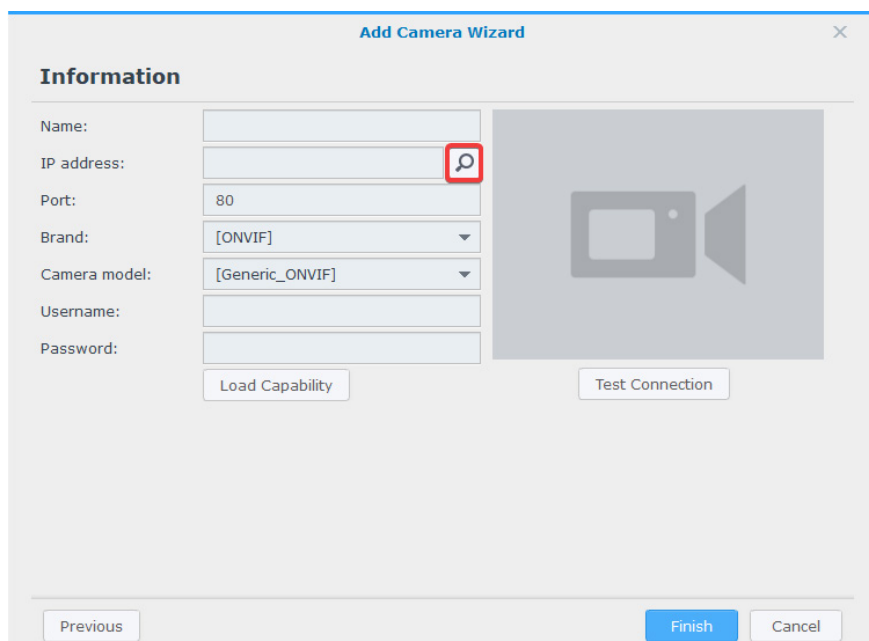 Add Camera Wizard
Information
Name:
IP address:
Port: 80
Brand: [ONVIF]
Camera model: [Generic_ONVIF]
Username:
Password:
Load Capability Test Connection
Previous Finish Cancel